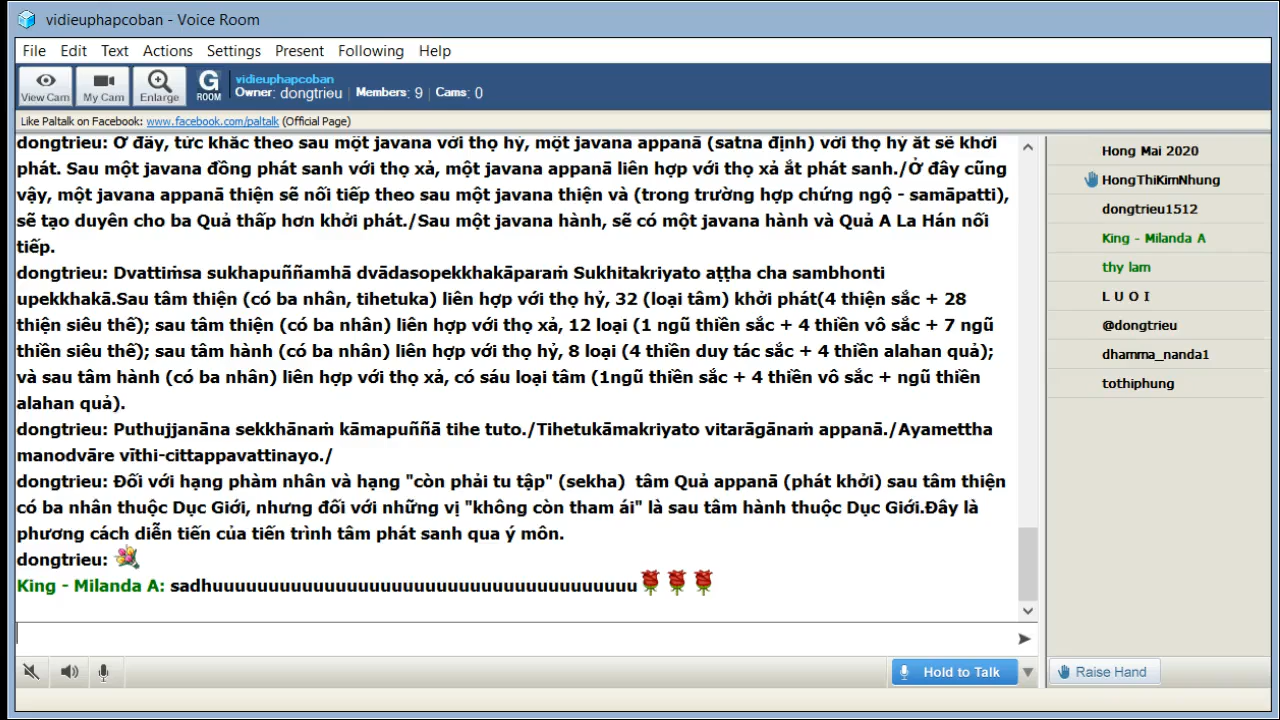 vidieuphapcoban - Voice Room
File Edit Text Actions Settings Present Following Help
View Cam My Cam Enlarge G ROOM
vidieuphapcoban
Owner: dongtrieu Members: 9 Cams: 0
Like Paltalk on Facebook: www.facebook.com/paltalk (Official Page)
dongtrieu: Ở đây, tức khắc theo sau một javana với thọ hỷ, một javana appanā (satna định) với thọ hỷ ắt sẽ khởi
phát. Sau một javana đồng phát sanh với thọ xả, một javana appanā liên hợp với thọ xả ắt phát sanh./Ở đây cũng
vậy, một javana appanā thiện sẽ nối tiếp theo sau một javana thiện và (trong trường hợp chứng ngộ - samāpatti),
sẽ tạo duyên cho ba Quả thấp hơn khởi phát./Sau một javana hành, sẽ có một javana hành và Quả A La Hán nối
tiếp.
dongtrieu: Dvattiṁsa sukhapuññamhā dvādasopekkhakāparaṁ Sukhitakriyato aṭṭha cha sambhonti
upekkhakā.Sau tâm thiện (có ba nhân, tihetuka) liên hợp với thọ hỷ, 32 (loại tâm) khởi phát(4 thiện sắc + 28
thiện siêu thế); sau tâm thiện (có ba nhân) liên hợp với thọ xả, 12 loại (1 ngũ thiền sắc + 4 thiền vô sắc + 7 ngũ
thiền siêu thế); sau tâm hành (có ba nhân) liên hợp với thọ hỷ, 8 loại (4 thiền duy tác sắc + 4 thiền alahan quả);
và sau tâm hành (có ba nhân) liên hợp với thọ xả, có sáu loại tâm (1ngũ thiền sắc + 4 thiền vô sắc + ngũ thiền
alahan quả).
dongtrieu: Puthujjanāna sekkhānaṁ kāmapuññā tihe tuto./Tihetukāmakriyato vitarāgānaṁ appanā./Ayamettha
manodvāre vīthi-cittappavattinayo./
dongtrieu: Đối với hạng phàm nhân và hạng "còn phải tu tập" (sekha) tâm Quả appanā (phát khởi) sau tâm thiện
có ba nhân thuộc Dục Giới, nhưng đối với những vị "không còn tham ái" là sau tâm hành thuộc Dục Giới.Đây là
phương cách diễn tiến của tiến trình tâm phát sanh qua ý môn.
dongtrieu:
King - Milanda A: sadhuuuuuuuuuuuuuuuuuuuuuuuuuuuuuuuuuuuuuuu
Hong Mai 2020
HongThiKimNhung
dongtrieu1512
King - Milanda A
thy lam
L U O I
@dongtrieu
dhamma_nanda1
tothiphung
Hold to Talk
Raise Hand